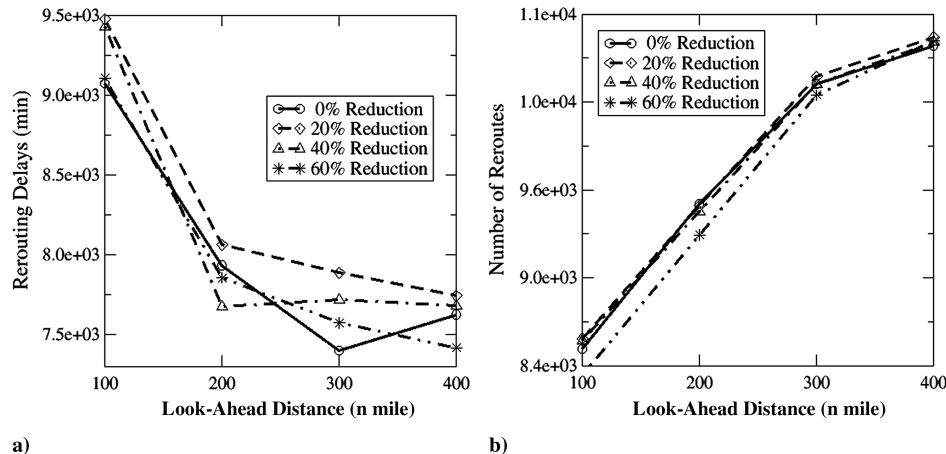 9.5e+03
9.0e+03
8.5e+03
8.0e+03
7.5e+03
Rerouting Delays (min)
0% Reduction
20% Reduction
40% Reduction
60% Reduction
100
200
300
400
Look-Ahead Distance (n mile)
a)
1.1e+04
1.0e+04
9.6e+03
9.0e+03
8.4e+03
Number of Reroutes
0% Reduction
20% Reduction
40% Reduction
60% Reduction
100
200
300
400
Look-Ahead Distance (n mile)
b)